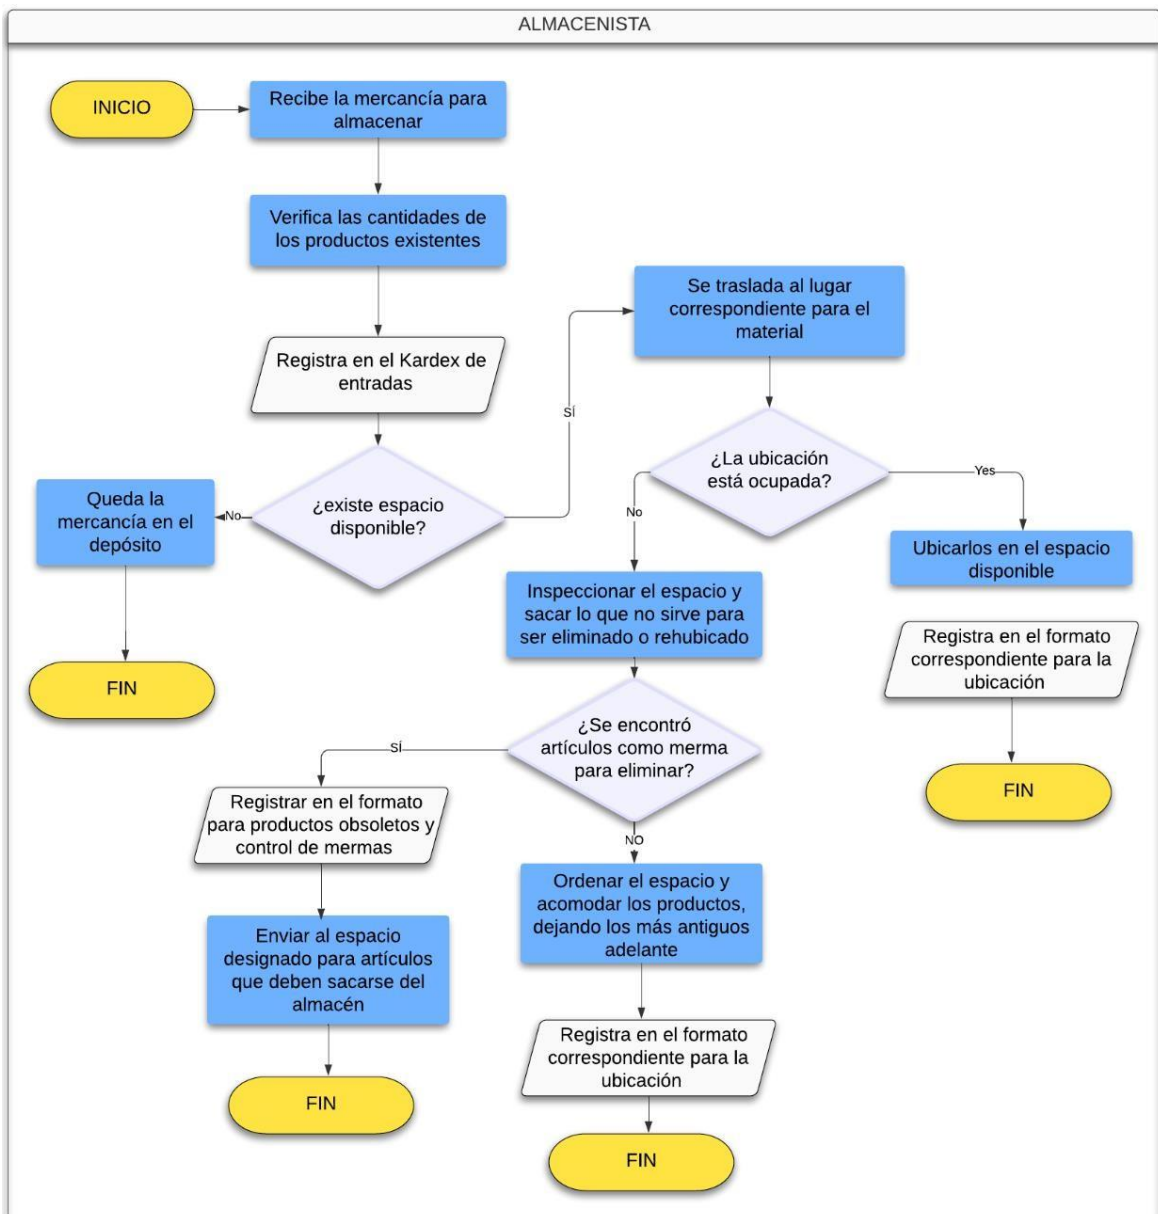 ALMACENISTA
INICIO
Recibe la mercancía para
almacenar
Verifica las cantidades de
los productos existentes
Registra en el Kardex de
entradas
¿existe espacio
disponible?
No
Queda la
mercancía en el
depósito
FIN
SÍ
Se traslada al lugar
correspondiente para el
material
¿La ubicación
está ocupada?
Yes
Ubicarlos en el espacio
disponible
Registra en el formato
correspondiente para la
ubicación
FIN
No
Inspeccionar el espacio y
sacar lo que no sirve para
ser eliminado o rehubicado
¿Se encontró
artículos como merma
para eliminar?
SÍ
Registrar en el formato
para productos obsoletos y
control de mermas
Enviar al espacio
designado para artículos
que deben sacarse del
almacén
FIN
NO
Ordenar el espacio y
acomodar los productos,
dejando los más antiguos
adelante
Registra en el formato
correspondiente para la
ubicación
FIN